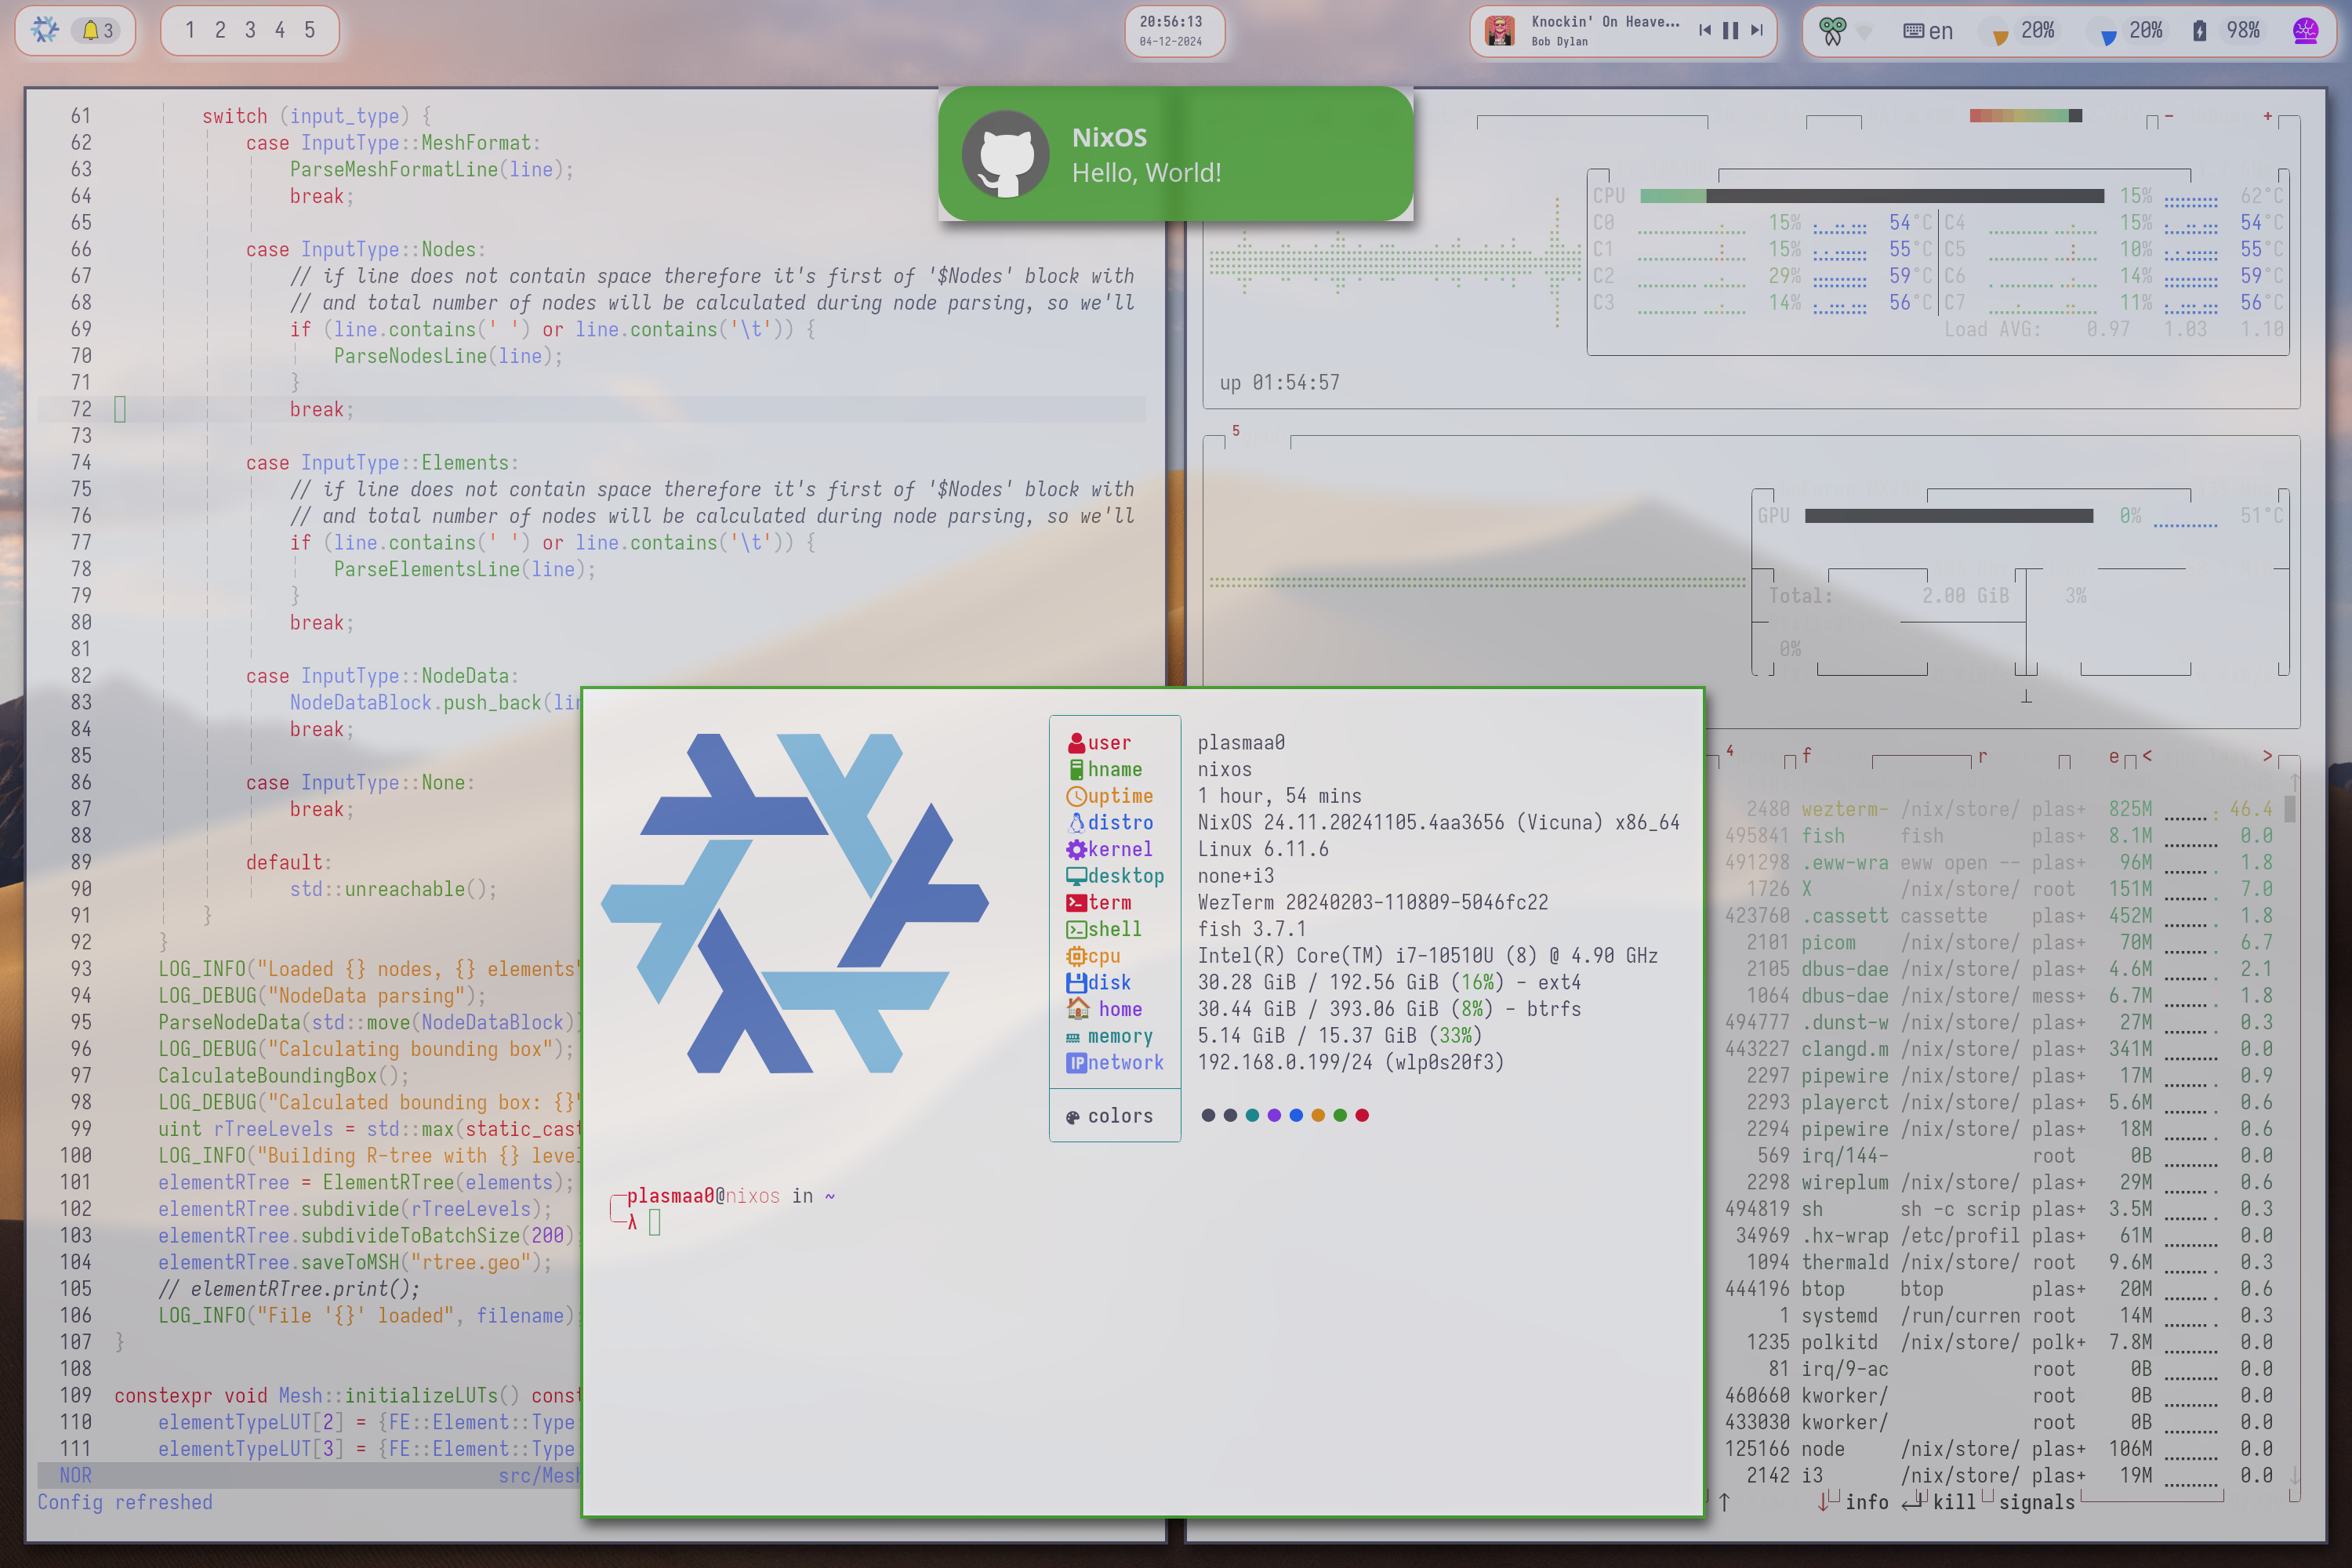 3
1 2 3 4 5
20:56:13
04-12-2024
Knockin' On Heave...
Bob Dylan
en
20%
20%
98%
NixOS
Hello, World!
61 switch (input_type) {
62 case InputType::MeshFormat:
63 ParseMeshFormatLine(line);
64 break;
65
66 case InputType::Nodes:
67 // if line does not contain space therefore it's first of '$Nodes' block with
68 // and total number of nodes will be calculated during node parsing, so we'll
69 if (line.contains(' ') or line.contains('\t')) {
70 ParseNodesLine(line);
71 }
72 break;
73
74 case InputType::Elements:
75 // if line does not contain space therefore it's first of '$Nodes' block with
76 // and total number of nodes will be calculated during node parsing, so we'll
77 if (line.contains(' ') or line.contains('\t')) {
78 ParseElementsLine(line);
79 }
80 break;
81
82 case InputType::NodeData:
83 NodeDataBlock.push_back(lin
84 break;
85
86 case InputType::None:
87 break;
88
89 default:
90 std::unreachable();
91 }
92 }
93 LOG_INFO("Loaded {} nodes, {} elements"
94 LOG_DEBUG("NodeData parsing");
95 ParseNodeData(std::move(NodeDataBlock))
96 LOG_DEBUG("Calculating bounding box");
97 CalculateBoundingBox();
98 LOG_DEBUG("Calculated bounding box: {}"
99 uint rTreeLevels = std::max(static_cast
100 LOG_INFO("Building R-tree with {} level
101 elementRTree = ElementRTree(elements);
102 elementRTree.subdivide(rTreeLevels);
103 elementRTree.subdivideToBatchSize(200)
104 elementRTree.saveToMSH("rtree.geo");
105 // elementRTree.print();
106 LOG_INFO("File '{}' loaded", filename)
107 }
108
109 constexpr void Mesh::initializeLUTs() const
110 elementTypeLUT[2] = {FE::Element::Type
111 elementTypeLUT[3] = {FE::Element::Type
NOR src/Mesh
Config refreshed
- +
CPU 15% 62°C
C0 15% 54°C C4 15% 54°C
C1 15% 55°C C5 10% 55°C
C2 29% 59°C C6 14% 59°C
C3 14% 56°C C7 11% 56°C
Load AVG: 0.97 1.03 1.10
up 01:54:57
5
GPU 0% 51°C
Total: 2.00 GiB 3%
0%
user plasmaa0
hname nixos
uptime 1 hour, 54 mins
distro NixOS 24.11.20241105.4aa3656 (Vicuna) x86_64
kernel Linux 6.11.6
desktop none+i3
term WezTerm 20240203-110809-5046fc22
shell fish 3.7.1
cpu Intel(R) Core(TM) i7-10510U (8) @ 4.90 GHz
disk 30.28 GiB / 192.56 GiB (16%) - ext4
home 30.44 GiB / 393.06 GiB (8%) - btrfs
memory 5.14 GiB / 15.37 GiB (33%)
IP network 192.168.0.199/24 (wlp0s20f3)
colors
plasmaa0@nixos in ~
λ
4 f r e < >
2480 wezterm- /nix/store/ plas+ 825M 46.4
495841 fish fish plas+ 8.1M 0.0
491298 .eww-wra eww open -- plas+ 96M 1.8
1726 X /nix/store/ root 151M 7.0
423760 .cassett cassette plas+ 452M 1.8
2101 picom /nix/store/ plas+ 70M 6.7
2105 dbus-dae /nix/store/ plas+ 4.6M 2.1
1064 dbus-dae /nix/store/ mess+ 6.7M 1.8
494777 .dunst-w /nix/store/ plas+ 27M 0.3
443227 clangd.m /nix/store/ plas+ 341M 0.0
2297 pipewire /nix/store/ plas+ 17M 0.9
2293 playerct /nix/store/ plas+ 5.6M 0.6
2294 pipewire /nix/store/ plas+ 18M 0.6
569 irq/144- root 0B 0.0
2298 wireplum /nix/store/ plas+ 29M 0.6
494819 sh sh -c scrip plas+ 3.5M 0.3
34969 .hx-wrap /etc/profil plas+ 61M 0.0
1094 thermald /nix/store/ root 9.6M 0.3
444196 btop btop plas+ 20M 0.6
1 systemd /run/curren root 14M 0.3
1235 polkitd /nix/store/ polk+ 7.8M 0.0
81 irq/9-ac root 0B 0.0
460660 kworker/ root 0B 0.0
433030 kworker/ root 0B 0.0
125166 node /nix/store/ plas+ 106M 0.0
2142 i3 /nix/store/ plas+ 19M 0.0
↑ ↓ info ↵ kill signals